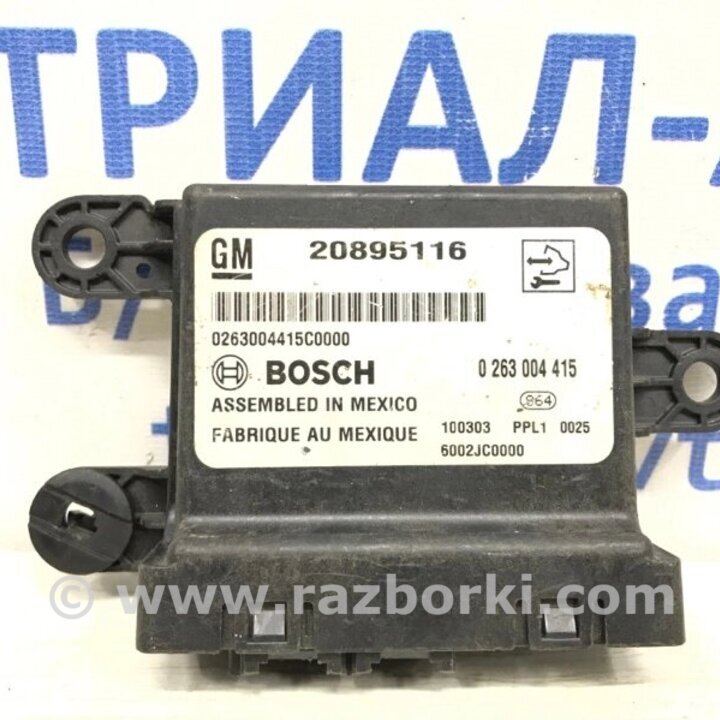 ТРИАЛ-А
GM 20895116
0263004415C0000
BOSCH 0 263 004 415
ASSEMBLED IN MEXICO 964
FABRIQUE AU MEXIQUE 100303 PPL1 0025
6002JC0000
© www.razborki.com